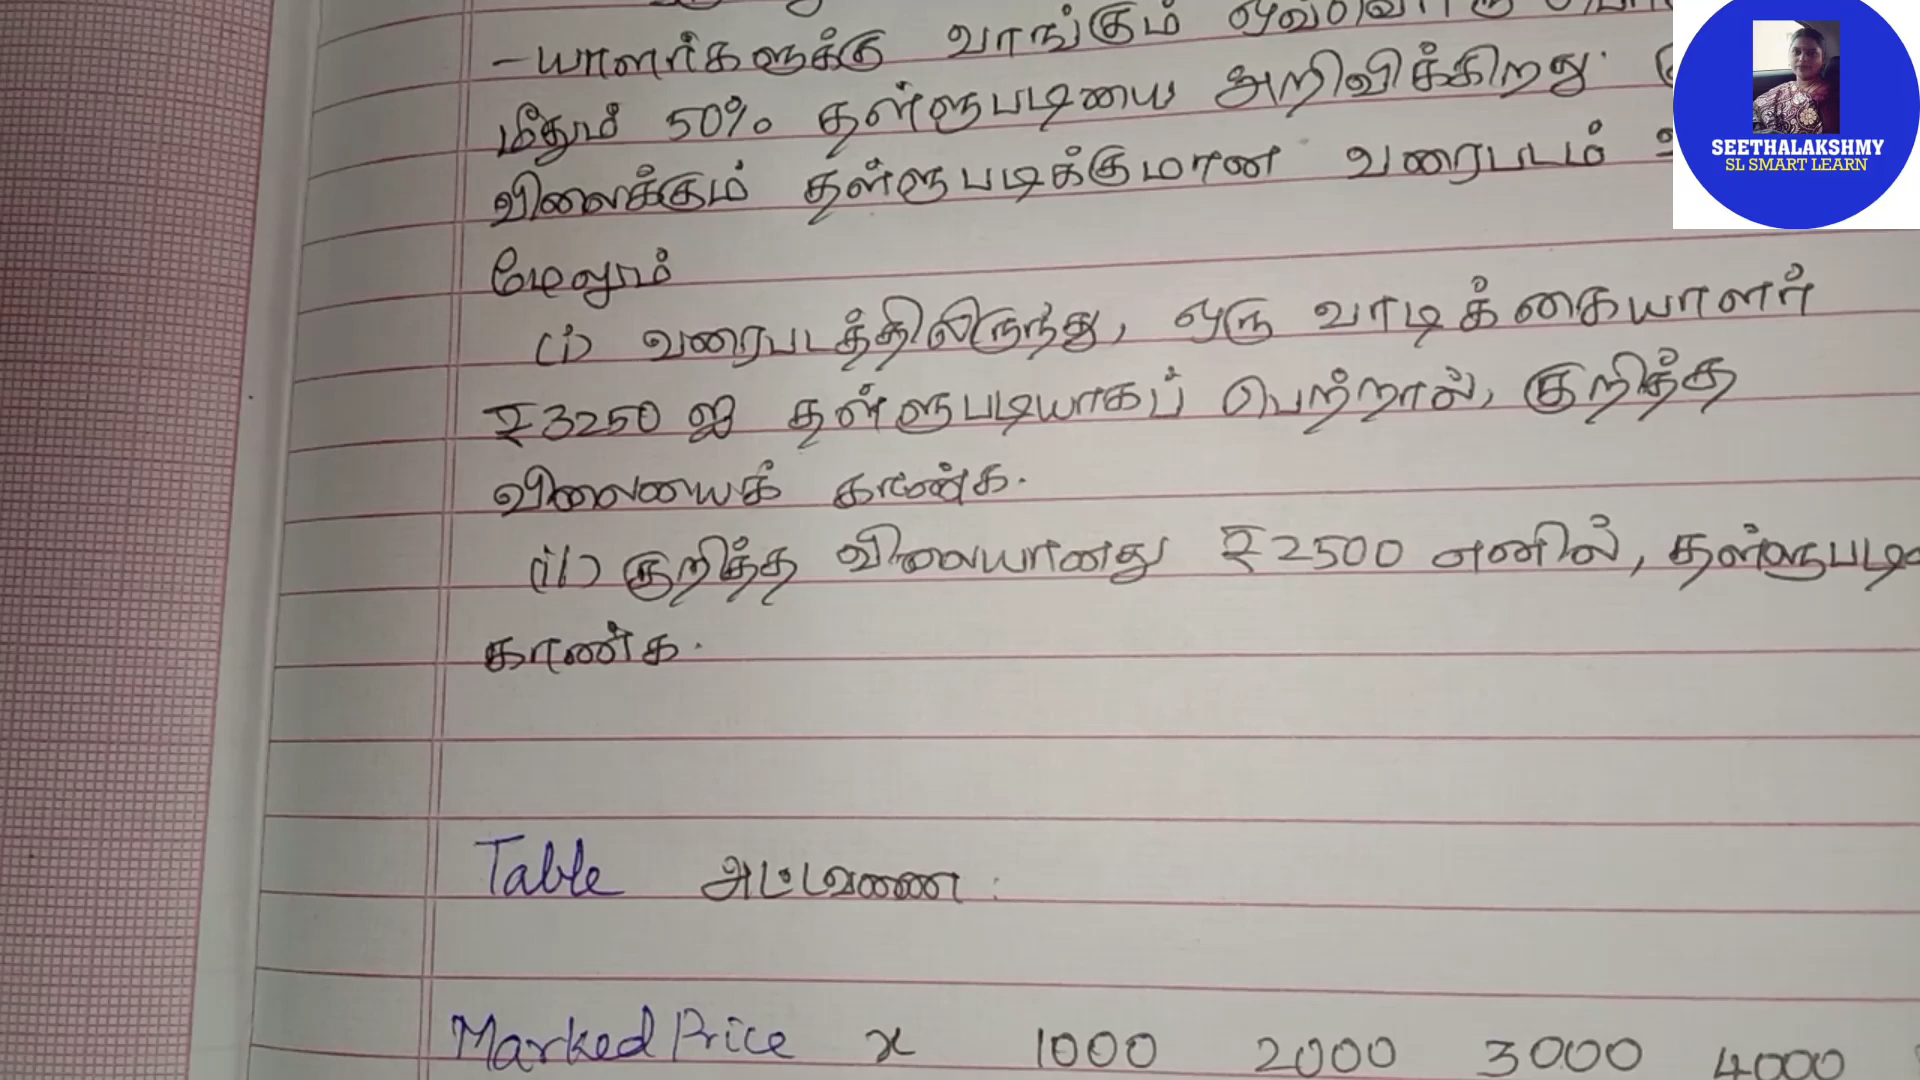 -யாளர்களுக்கு வாங்கும் ஒவ்வொரு
மீதும் 50% தள்ளுபடியை அறிவிக்கிறது.
விலைக்கும் தள்ளுபடிக்குமான வரைபடம்
மேலும்
(i) வரைபடத்திலிருந்து, ஒரு வாடிக்கையாளர்
₹3250 ஐ தள்ளுபடியாகப் பெற்றால், குறித்த
விலையைக் காண்க.
(ii) குறித்த விலையானது ₹2500 எனில், தள்ளுபடி
காண்க.
Table அட்டவணை:
Marked Price x 1000 2000 3000 4000
SEETHALAKSHMY
SL SMART LEARN